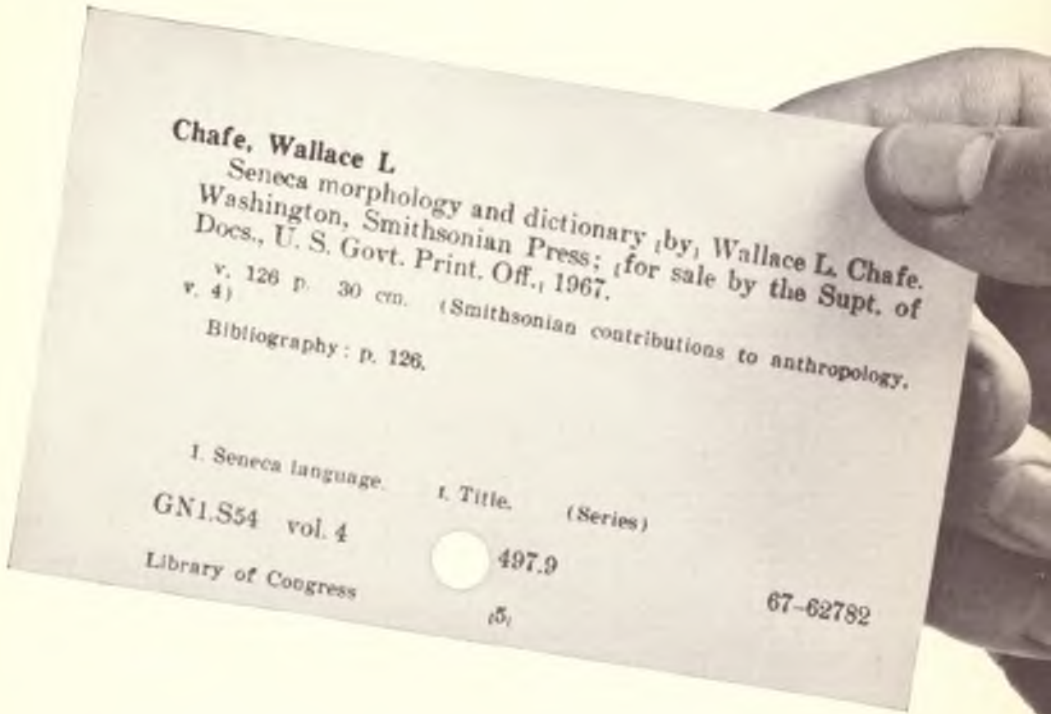 Chafe, Wallace L
Seneca morphology and dictionary [by] Wallace L. Chafe.
Washington, Smithsonian Press; [for sale by the Supt. of
Docs., U. S. Govt. Print. Off.] 1967.
v, 126 p. 30 cm. (Smithsonian contributions to anthropology,
v. 4)
Bibliography: p. 126.
1. Seneca language. I. Title. (Series)
GN1.S54 vol. 4 497.9 67-62782
Library of Congress [5]